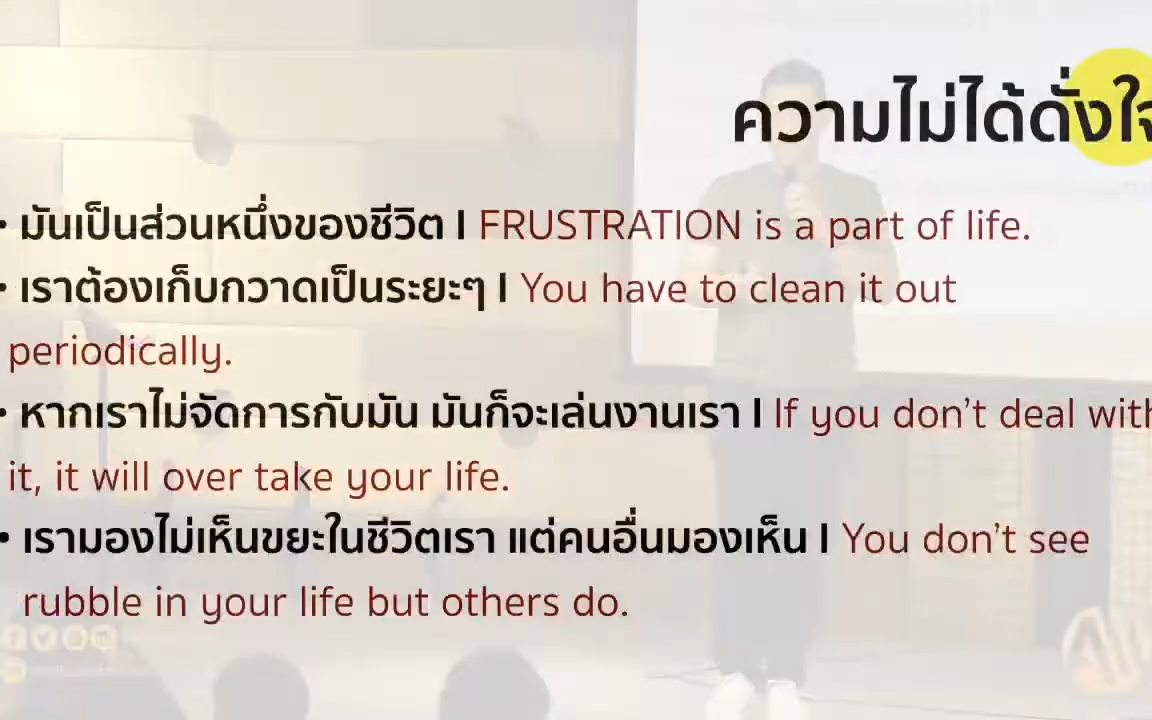 ความไม่ได้ดั่งใจ
• มันเป็นส่วนหนึ่งของชีวิต I FRUSTRATION is a part of life.
• เราต้องเก็บกวาดเป็นระยะๆ I You have to clean it out
periodically.
• หากเราไม่จัดการกับมัน มันก็จะเล่นงานเรา I If you don’t deal with
it, it will over take your life.
• เรามองไม่เห็นขยะในชีวิตเรา แต่คนอื่นมองเห็น I You don’t see
rubble in your life but others do.